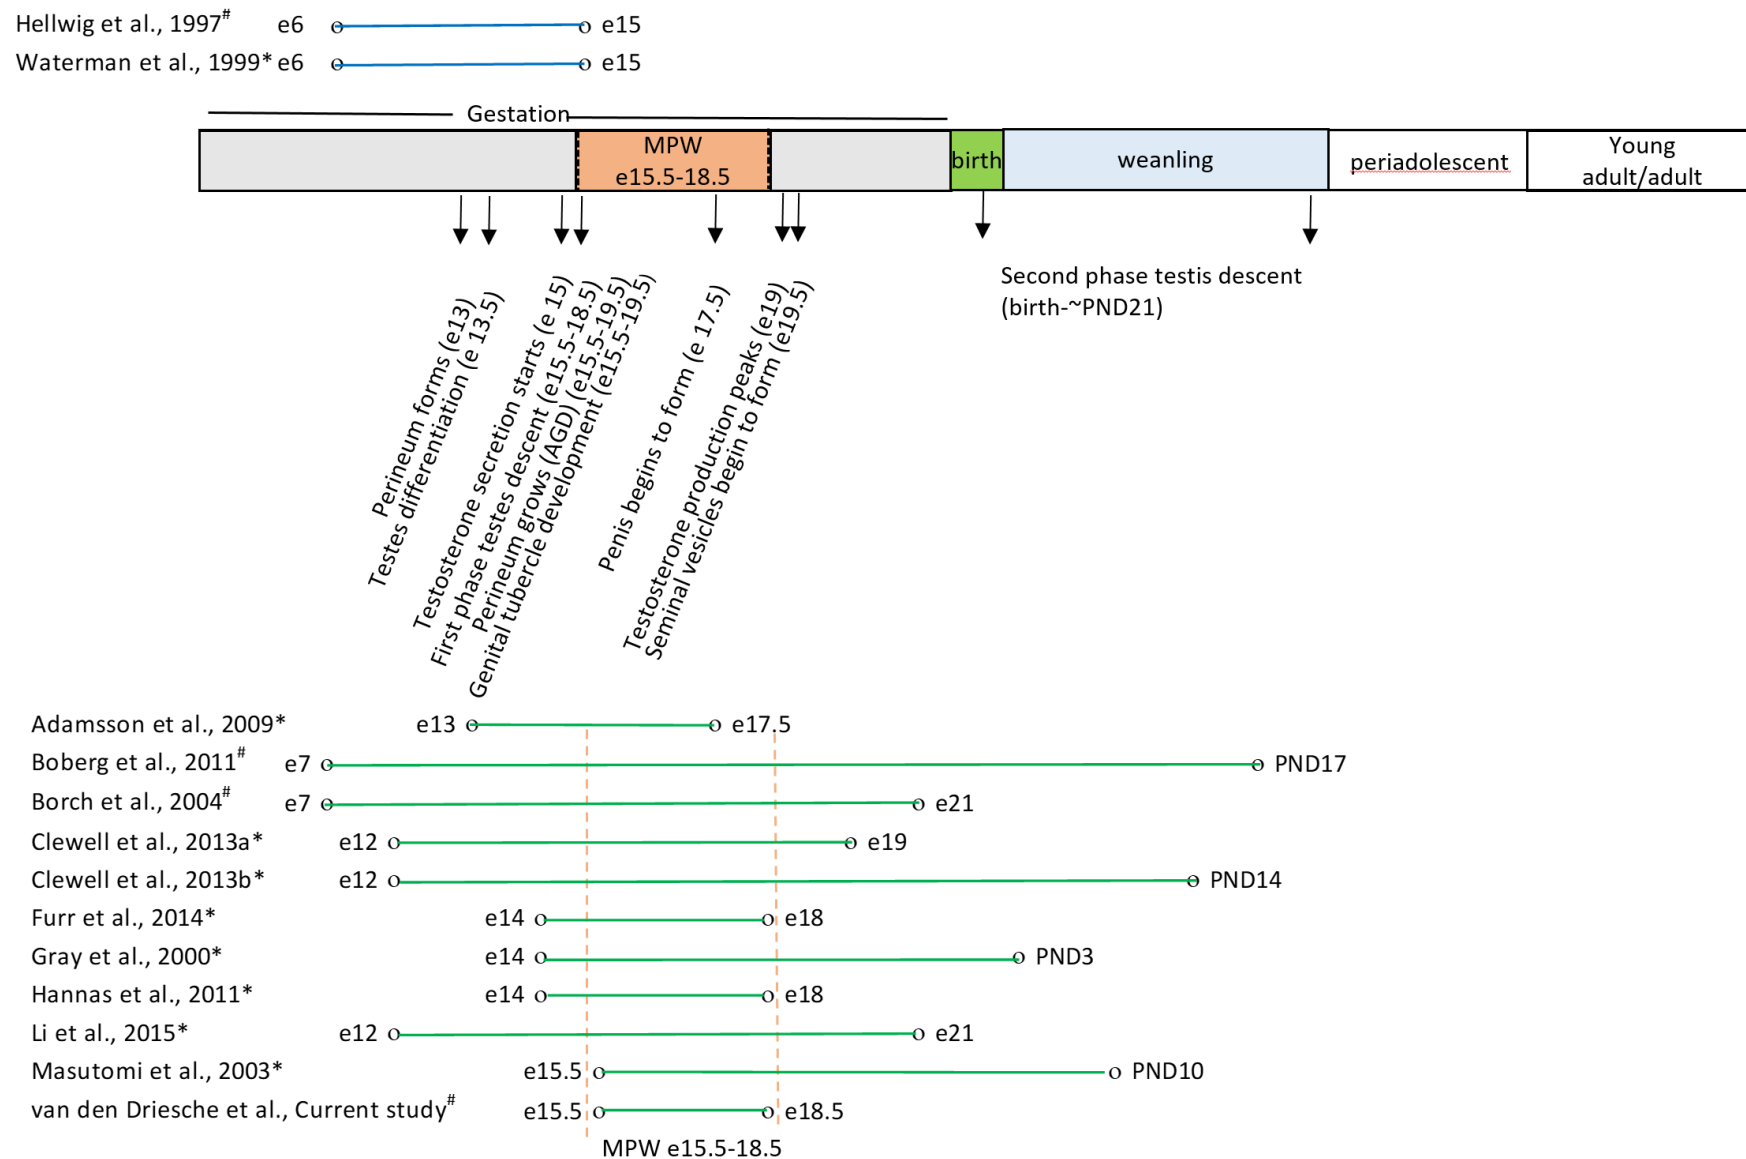 Hellwig et al., 1997# e6 e15
Waterman et al., 1999* e6 e15
Gestation
MPW
e15.5-18.5
birth
weanling
periadolescent
Young
adult/adult
Perineum forms (e13)
Testes differentiation (e 13.5)
Testosterone secretion starts (e 15)
First phase testes descent (e15.5-18.5)
Perineum grows (AGD) (e15.5-19.5)
Genital tubercle development (e15.5-19.5)
Penis begins to form (e 17.5)
Testosterone production peaks (e19)
Seminal vesicles begin to form (e19.5)
Second phase testis descent
(birth-~PND21)
Adamsson et al., 2009* e13 e17.5
Boberg et al., 2011# e7 PND17
Borch et al., 2004# e7 e21
Clewell et al., 2013a* e12 e19
Clewell et al., 2013b* e12 PND14
Furr et al., 2014* e14 e18
Gray et al., 2000* e14 PND3
Hannas et al., 2011* e14 e18
Li et al., 2015* e12 e21
Masutomi et al., 2003* e15.5 PND10
van den Driesche et al., Current study# e15.5 e18.5
MPW e15.5-18.5